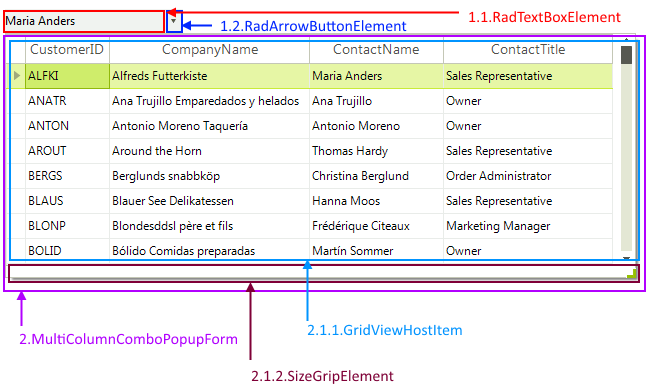 Maria Anders
1.1.RadTextBoxElement
1.2.RadArrowButtonElement
CustomerID CompanyName ContactName ContactTitle
ALFKI Alfreds Futterkiste Maria Anders Sales Representative
ANATR Ana Trujillo Emparedados y helados Ana Trujillo Owner
ANTON Antonio Moreno Taquería Antonio Moreno Owner
AROUT Around the Horn Thomas Hardy Sales Representative
BERGS Berglunds snabbköp Christina Berglund Order Administrator
BLAUS Blauer See Delikatessen Hanna Moos Sales Representative
BLONP Blondesddsl père et fils Frédérique Citeaux Marketing Manager
BOLID Bólido Comidas preparadas Martín Sommer Owner
2.1.1.GridViewHostItem
2.MultiColumnComboPopupForm
2.1.2.SizeGripElement